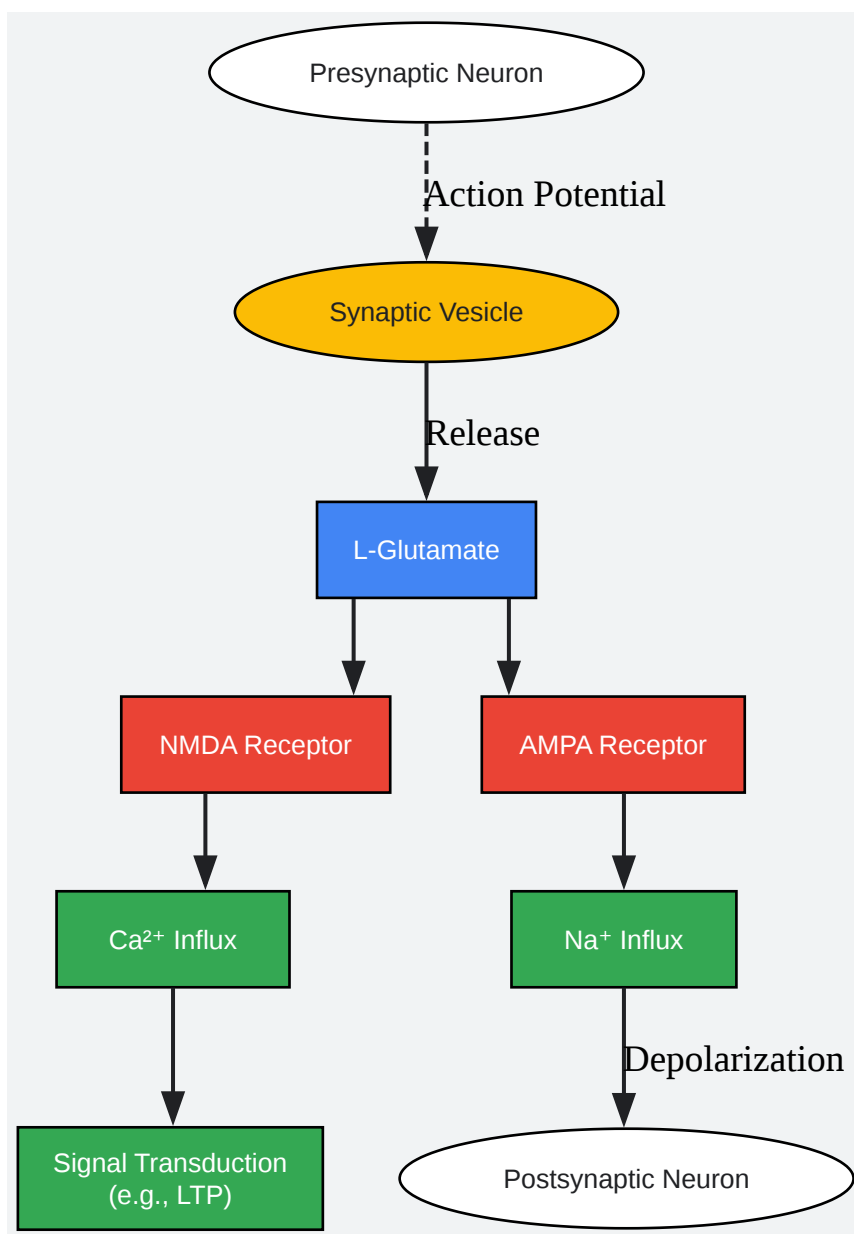 Presynaptic Neuron
Action Potential
Synaptic Vesicle
Release
L-Glutamate
NMDA Receptor
AMPA Receptor
Ca²⁺ Influx
Na⁺ Influx
Depolarization
Signal Transduction
(e.g., LTP)
Postsynaptic Neuron